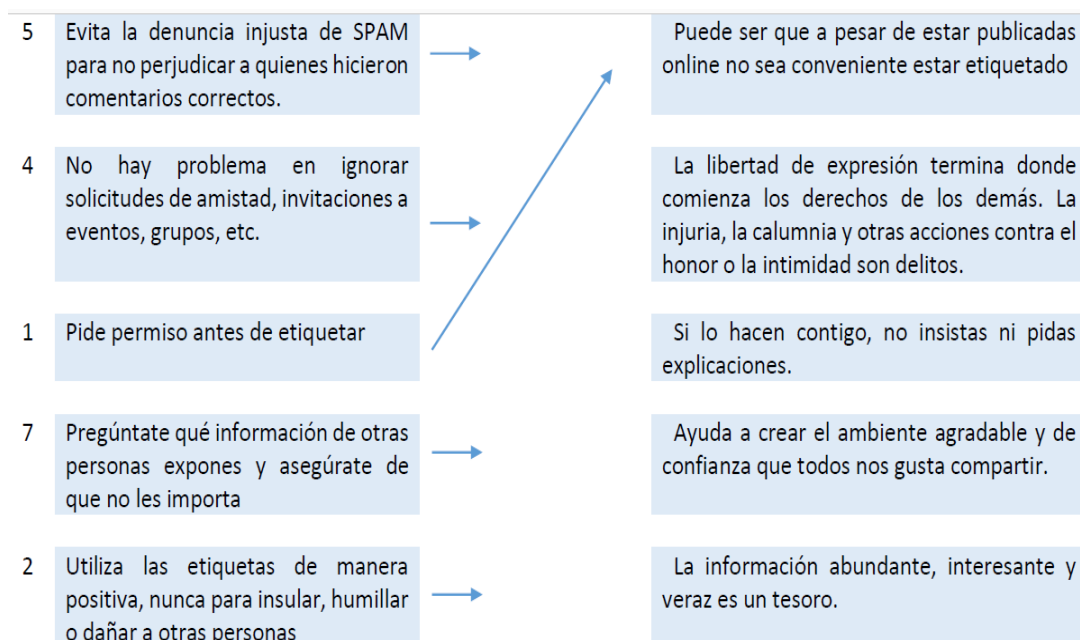 5 Evita la denuncia injusta de SPAM
para no perjudicar a quienes hicieron
comentarios correctos.
Puede ser que a pesar de estar publicadas
online no sea conveniente estar etiquetado
4 No hay problema en ignorar
solicitudes de amistad, invitaciones a
eventos, grupos, etc.
La libertad de expresión termina donde
comienza los derechos de los demás. La
injuria, la calumnia y otras acciones contra el
honor o la intimidad son delitos.
1 Pide permiso antes de etiquetar
Si lo hacen contigo, no insistas ni pidas
explicaciones.
7 Pregúntate qué información de otras
personas expones y asegúrate de
que no les importa
Ayuda a crear el ambiente agradable y de
confianza que todos nos gusta compartir.
2 Utiliza las etiquetas de manera
positiva, nunca para insular, humillar
o dañar a otras personas
La información abundante, interesante y
veraz es un tesoro.